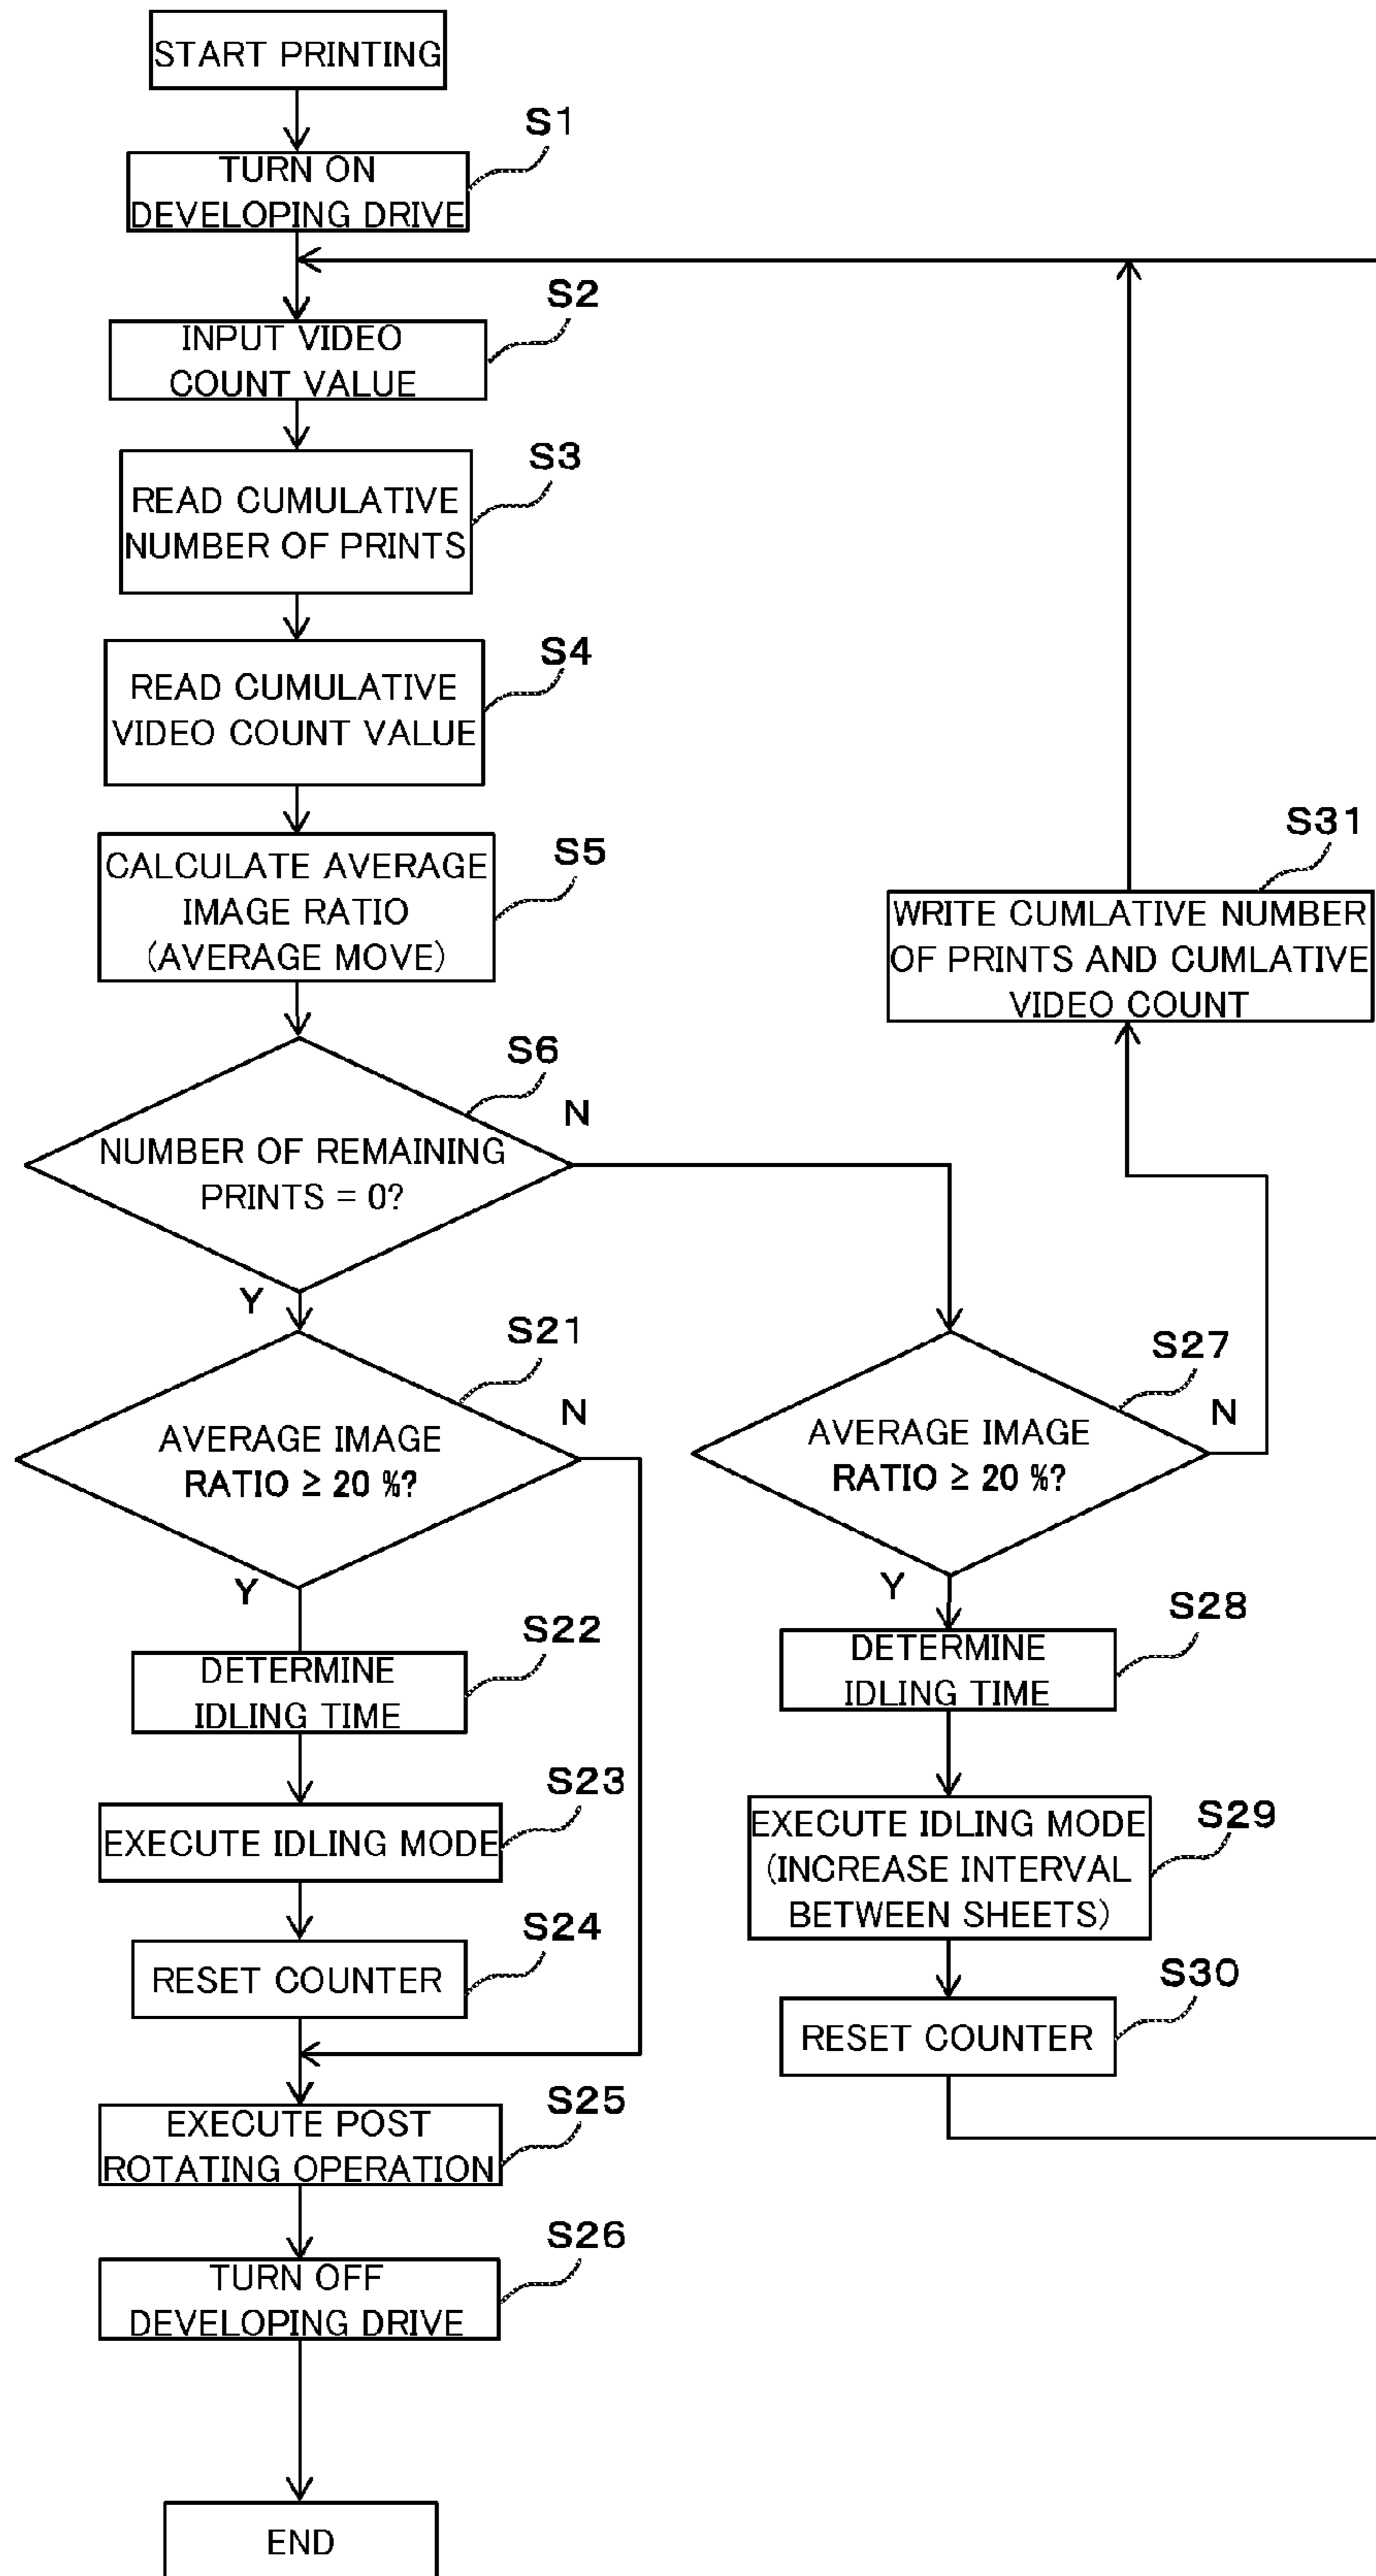 START PRINTING
S1
TURN ON
DEVELOPING DRIVE
S2
INPUT VIDEO
COUNT VALUE
S3
READ CUMULATIVE
NUMBER OF PRINTS
S4
READ CUMULATIVE
VIDEO COUNT VALUE
S5
CALCULATE AVERAGE
IMAGE RATIO
(AVERAGE MOVE)
S6
N
NUMBER OF REMAINING
PRINTS = 0?
Y
S21
N
AVERAGE IMAGE
RATIO ≥ 20 %?
Y
S22
DETERMINE
IDLING TIME
S23
EXECUTE IDLING MODE
S24
RESET COUNTER
S25
EXECUTE POST
ROTATING OPERATION
S26
TURN OFF
DEVELOPING DRIVE
END
S31
WRITE CUMLATIVE NUMBER
OF PRINTS AND CUMLATIVE
VIDEO COUNT
S27
N
AVERAGE IMAGE
RATIO ≥ 20 %?
Y
S28
DETERMINE
IDLING TIME
S29
EXECUTE IDLING MODE
(INCREASE INTERVAL
BETWEEN SHEETS)
S30
RESET COUNTER